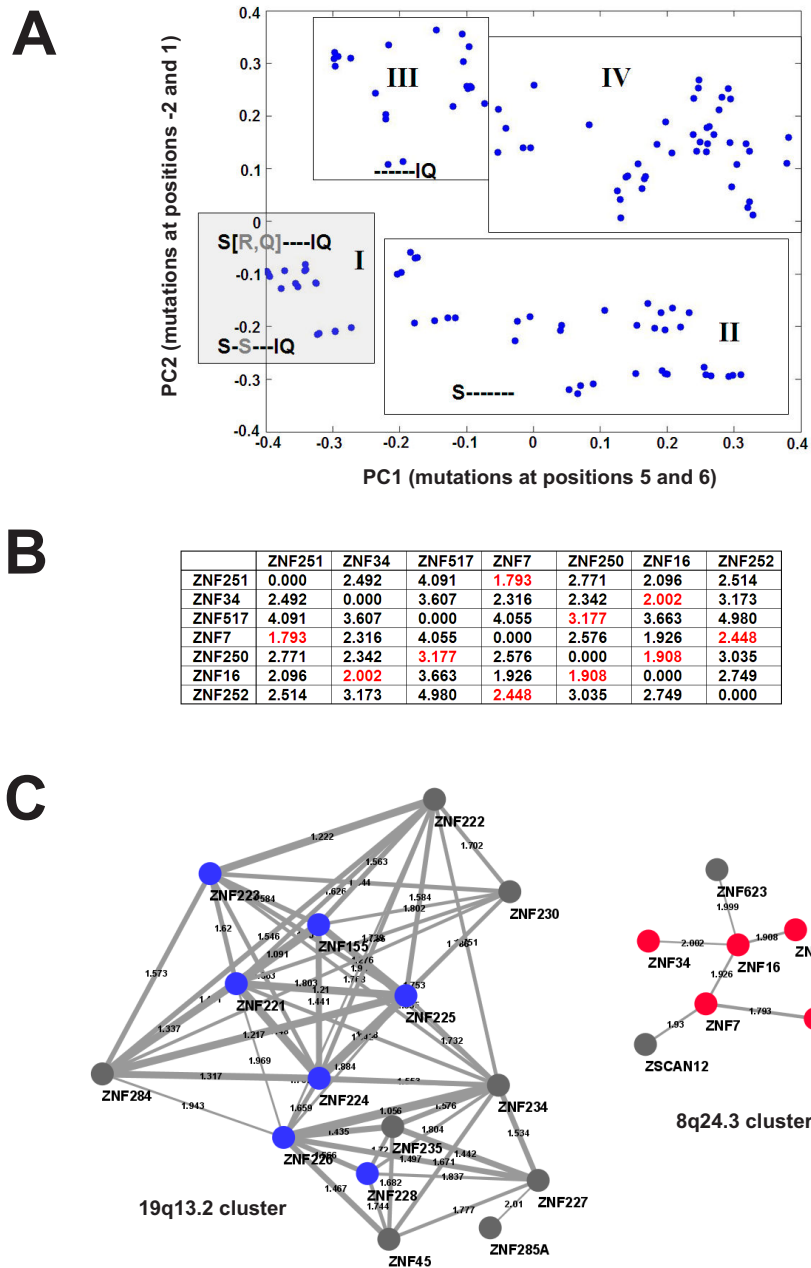 A
PC2 (mutations at positions -2 and 1)
0.4
0.3
0.2
0.1
0
-0.1
-0.2
-0.3
-0.4
III
IV
------IQ
S[R,Q]----IQ
I
S-S---IQ
II
S-------
-0.4 -0.3 -0.2 -0.1 0 0.1 0.2 0.3 0.4
PC1 (mutations at positions 5 and 6)
B
ZNF251 ZNF34 ZNF517 ZNF7 ZNF250 ZNF16 ZNF252
ZNF251 0.000 2.492 4.091 1.793 2.771 2.096 2.514
ZNF34 2.492 0.000 3.607 2.316 2.342 2.002 3.173
ZNF517 4.091 3.607 0.000 4.055 3.177 3.663 4.980
ZNF7 1.793 2.316 4.055 0.000 2.576 1.926 2.448
ZNF250 2.771 2.342 3.177 2.576 0.000 1.908 3.035
ZNF16 2.096 2.002 3.663 1.926 1.908 0.000 2.749
ZNF252 2.514 3.173 4.980 2.448 3.035 2.749 0.000
C
ZNF222
1.222
1.702
1.563
1.626
1.584
1.802
ZNF230
ZNF155
1.62
1.546
1.091
1.573
1.803
1.21
1.441
ZNF221
ZNF225
1.337
1.217
1.732
1.969
1.884
ZNF284
1.317
ZNF224
1.943
1.659
ZNF234
1.576
1.056
1.804
1.534
1.435
ZNF235
1.442
1.497
1.671
1.682
1.837
1.467
ZNF228
ZNF227
1.744
1.777
2.01
ZNF45
ZNF285A
19q13.2 cluster
ZNF623
1.999
1.908
2.002
ZNF34
ZNF16
1.926
1.793
ZNF7
1.93
ZSCAN12
8q24.3 cluster